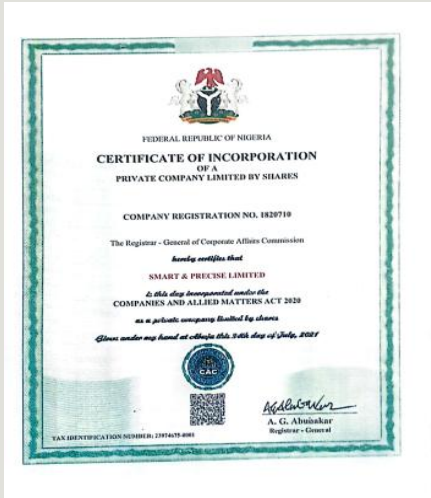 FEDERAL REPUBLIC OF NIGERIA
CERTIFICATE OF INCORPORATION
OF A
PRIVATE COMPANY LIMITED BY SHARES
COMPANY REGISTRATION NO. 1820710
The Registrar - General of Corporate Affairs Commission
hereby certifies that
SMART & PRECISE LIMITED
is this day incorporated under the
COMPANIES AND ALLIED MATTERS ACT 2020
as a private company limited by shares
Given under my hand at Abuja this day of July, 2021
CAC
A. G. Abubakar
Registrar - General
TAX IDENTIFICATION NUMBER: